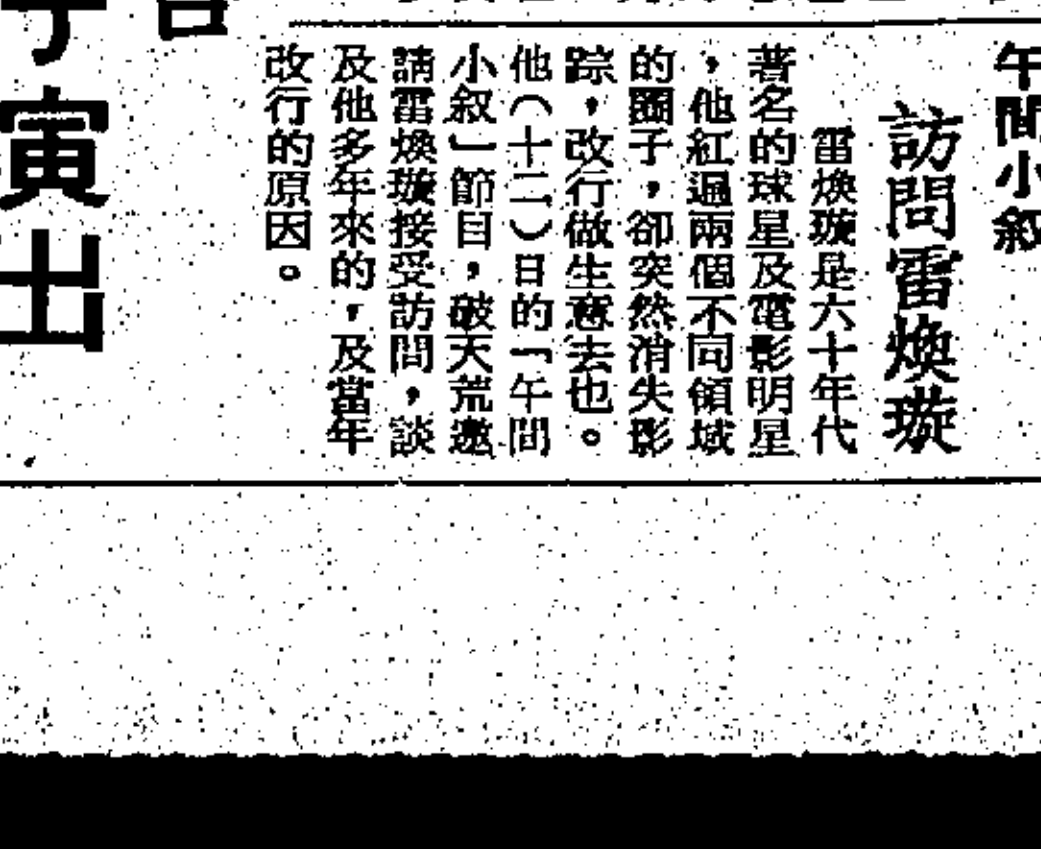 午間小叙
訪問雷煥璇
雷煥璇是六十年代
著名的球星及電影明星
，他紅過兩個不同領域
的圈子，卻突然消失影
踪，改行做生意去也。
他（十二）日的「午間
小叙」節目，破天荒邀
請雷煥璇接受訪問，談
及他多年來的，及當年
改行的原因。
演出